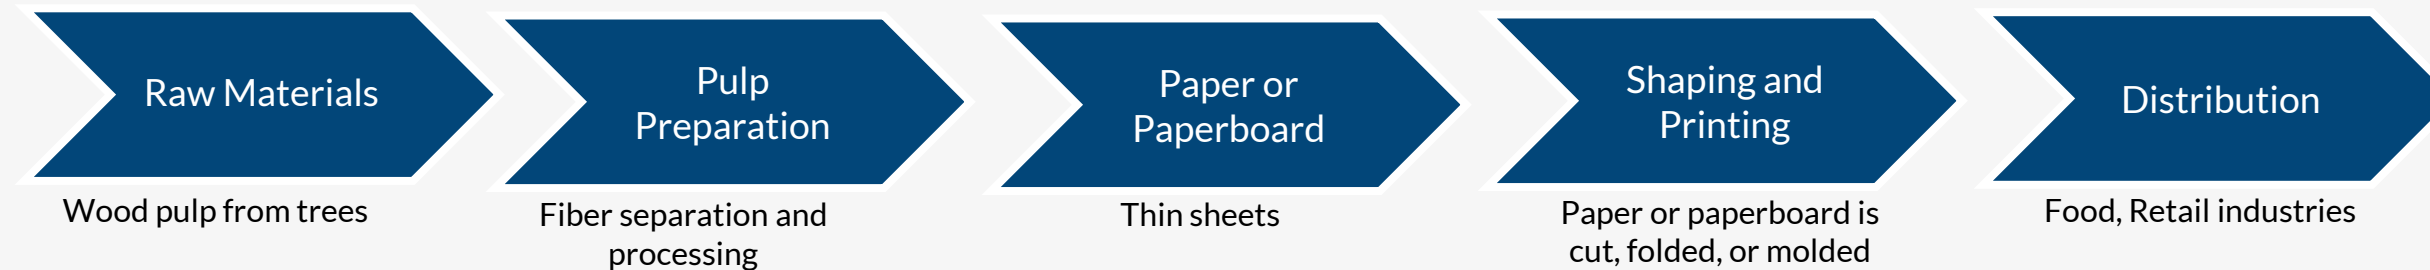 Raw Materials
Wood pulp from trees
Pulp
Preparation
Fiber separation and
processing
Paper or
Paperboard
Thin sheets
Shaping and
Printing
Paper or paperboard is
cut, folded, or molded
Distribution
Food, Retail industries